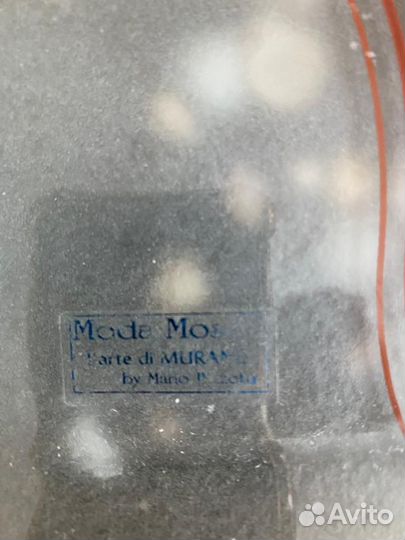 Moda
L'arte di
by Mario
Avito